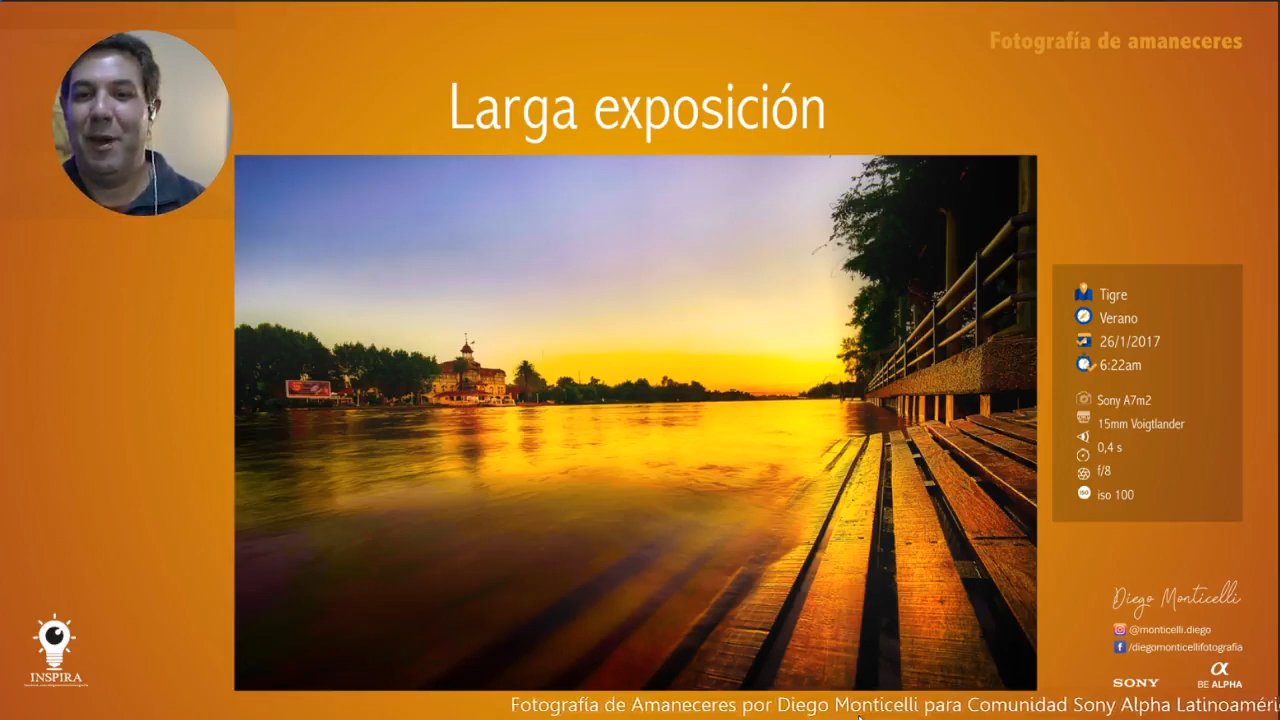 Fotografía de amaneceres
Larga exposición
Tigre
Verano
26/1/2017
6:22am
Sony A7m2
15mm Voigtlander
0,4 s
f/8
ISO
iso 100
Diego Monticelli
@monticelli.diego
/diegomonticellifotografia
INSPIRA
SONY
α
BE ALPHA
Fotografía de Amaneceres por Diego Monticelli para Comunidad Sony Alpha Latinoaméri